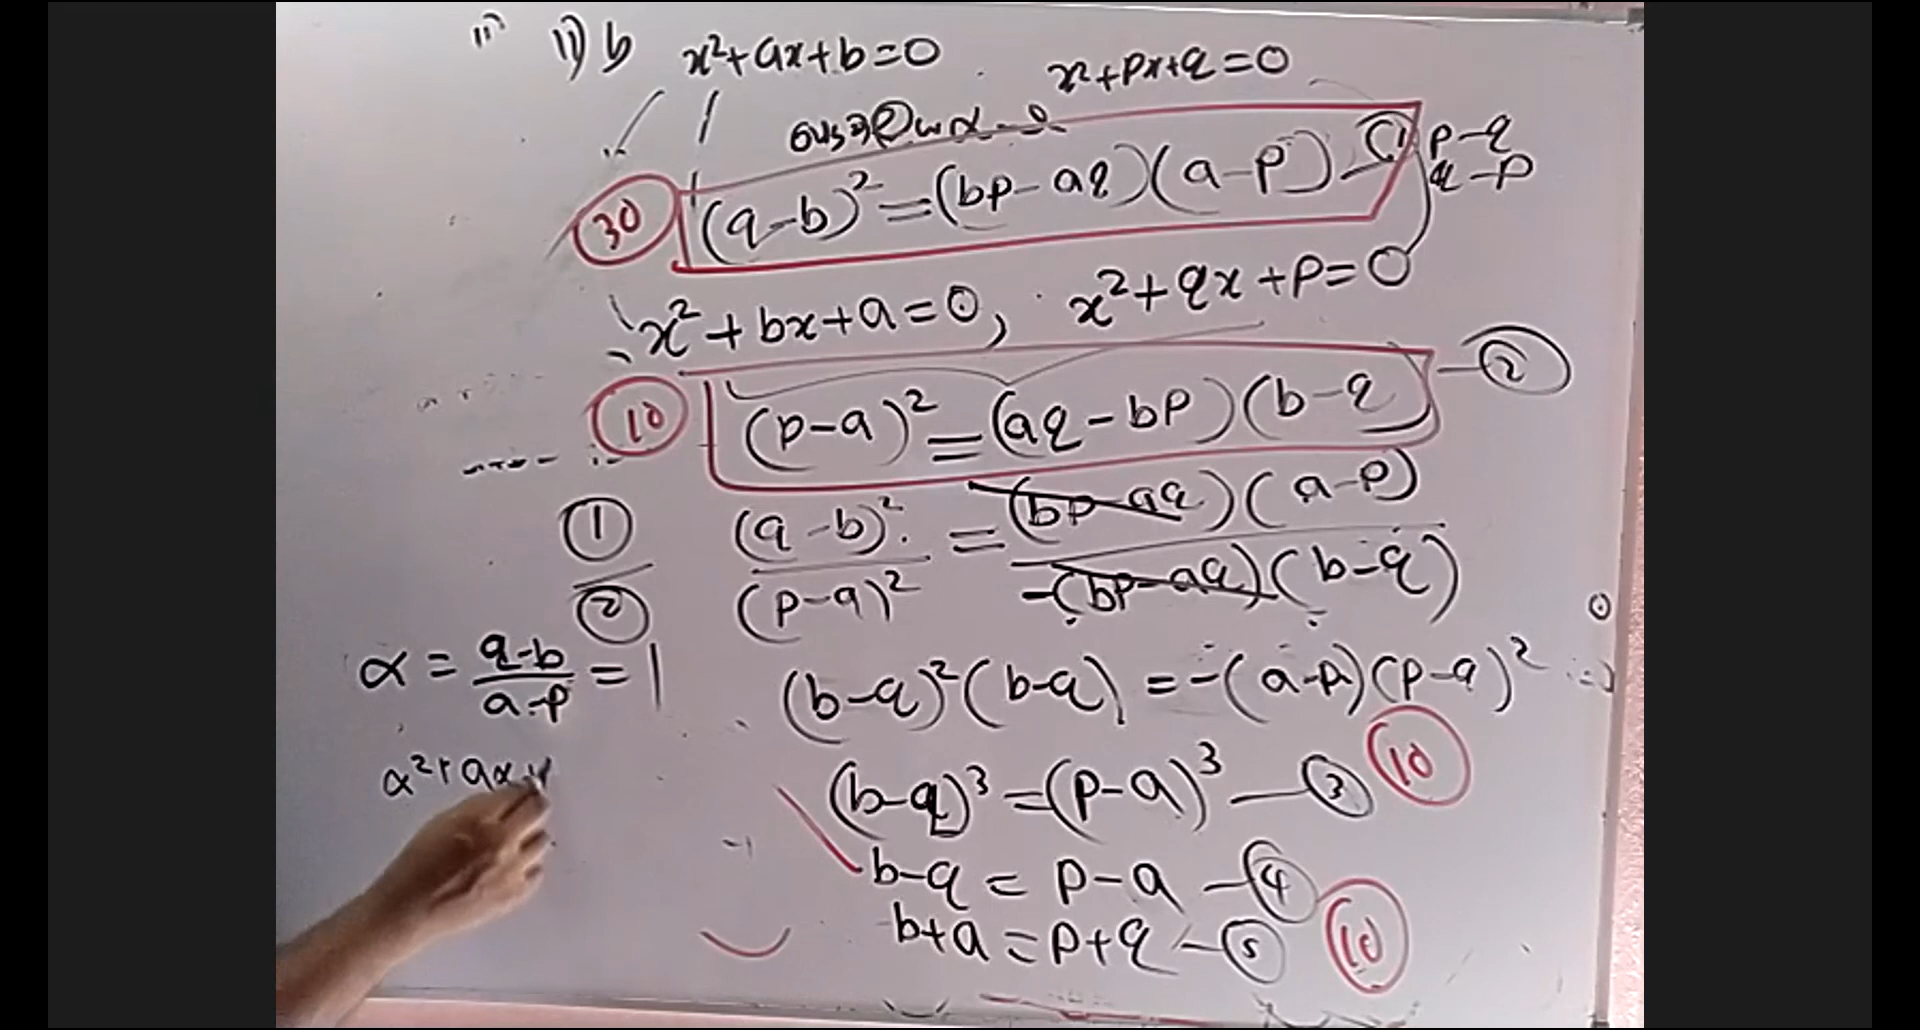 11) b x²+ax+b=0 x²+px+q=0
(q-b)²=(bp-aq)(a-p) — ①
p-q
q-p
30
x²+bx+a=0, x²+qx+p=0
10 (p-a)²=(aq-bp)(b-q) — ②
①/② (q-b)²/(p-a)² = (bp-aq)(a-p)/-(bp-aq)(b-q)
α = q-b/a-p = 1
(b-q)²(b-q) = -(a-p)(p-a)²
α²+aα+
(b-q)³=(p-a)³ — ③ 10
b-q = p-a — ④
b+a = p+q — ⑤ 10